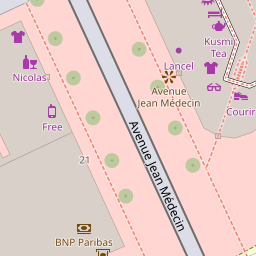 Kusmi
Tea
Lancel
Nicolas
Avenue
Jean Médecin
Courir
Free
Avenue Jean Médecin
21
BNP Paribas